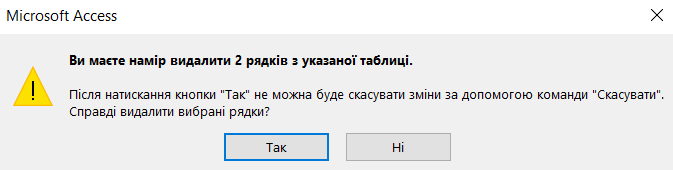 Microsoft Access
Ви маєте намір видалити 2 рядків з указаної таблиці.
Після натискання кнопки "Так" не можна буде скасувати зміни за допомогою команди "Скасувати".
Справді видалити вибрані рядки?
Так
Ні